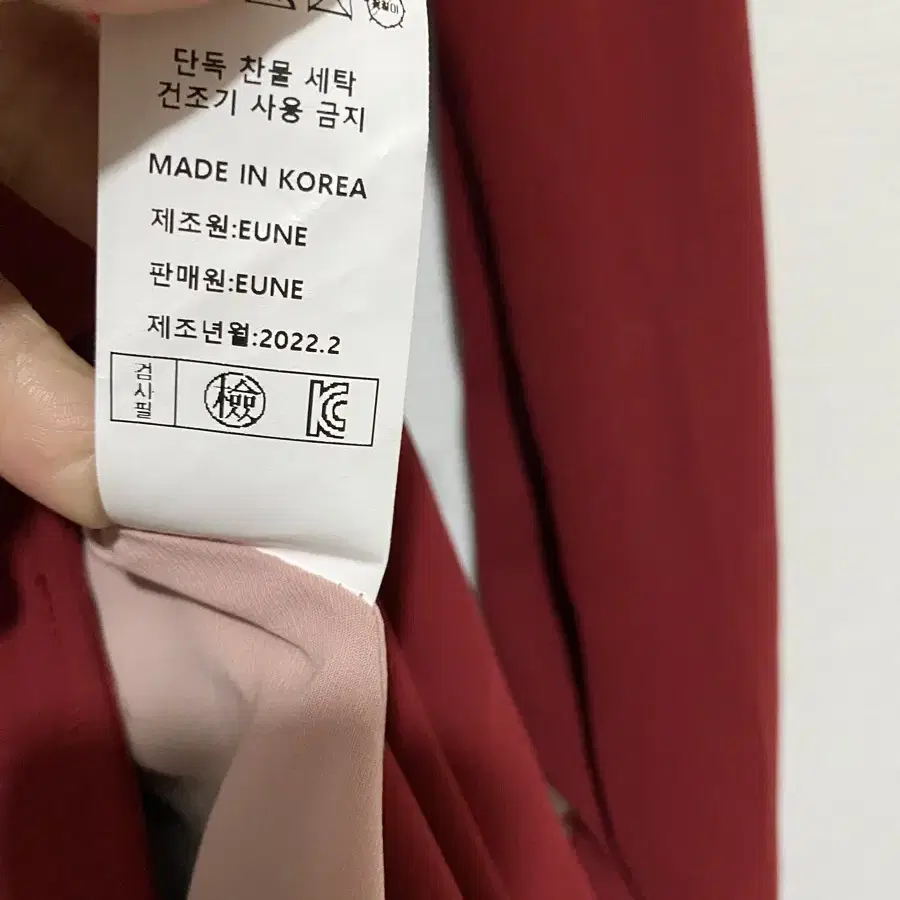 단독 찬물 세탁
건조기 사용 금지
MADE IN KOREA
제조원:EUNE
판매원:EUNE
제조년월:2022.2
검사필 檢 KC